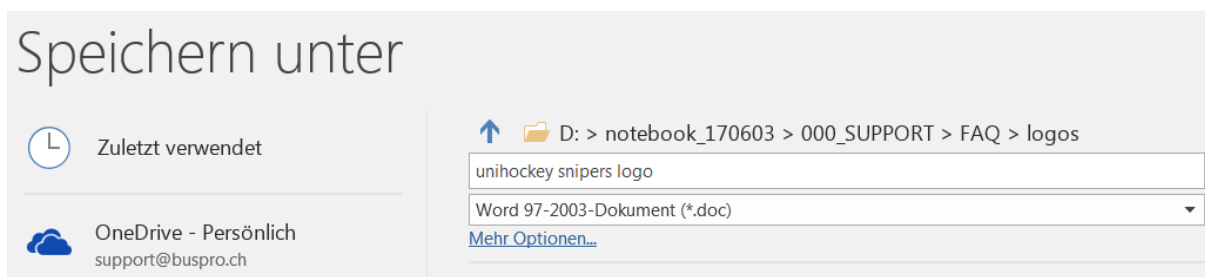 Speichern unter
Zuletzt verwendet
OneDrive - Persönlich
support@buspro.ch
D: > notebook_170603 > 000_SUPPORT > FAQ > logos
unihockey snipers logo
Word 97-2003-Dokument (*.doc)
Mehr Optionen...